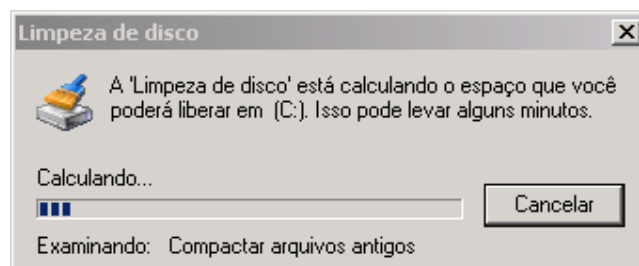 Limpeza de disco
A 'Limpeza de disco' está calculando o espaço que você
poderá liberar em (C:). Isso pode levar alguns minutos.
Calculando...
Cancelar
Examinando: Compactar arquivos antigos